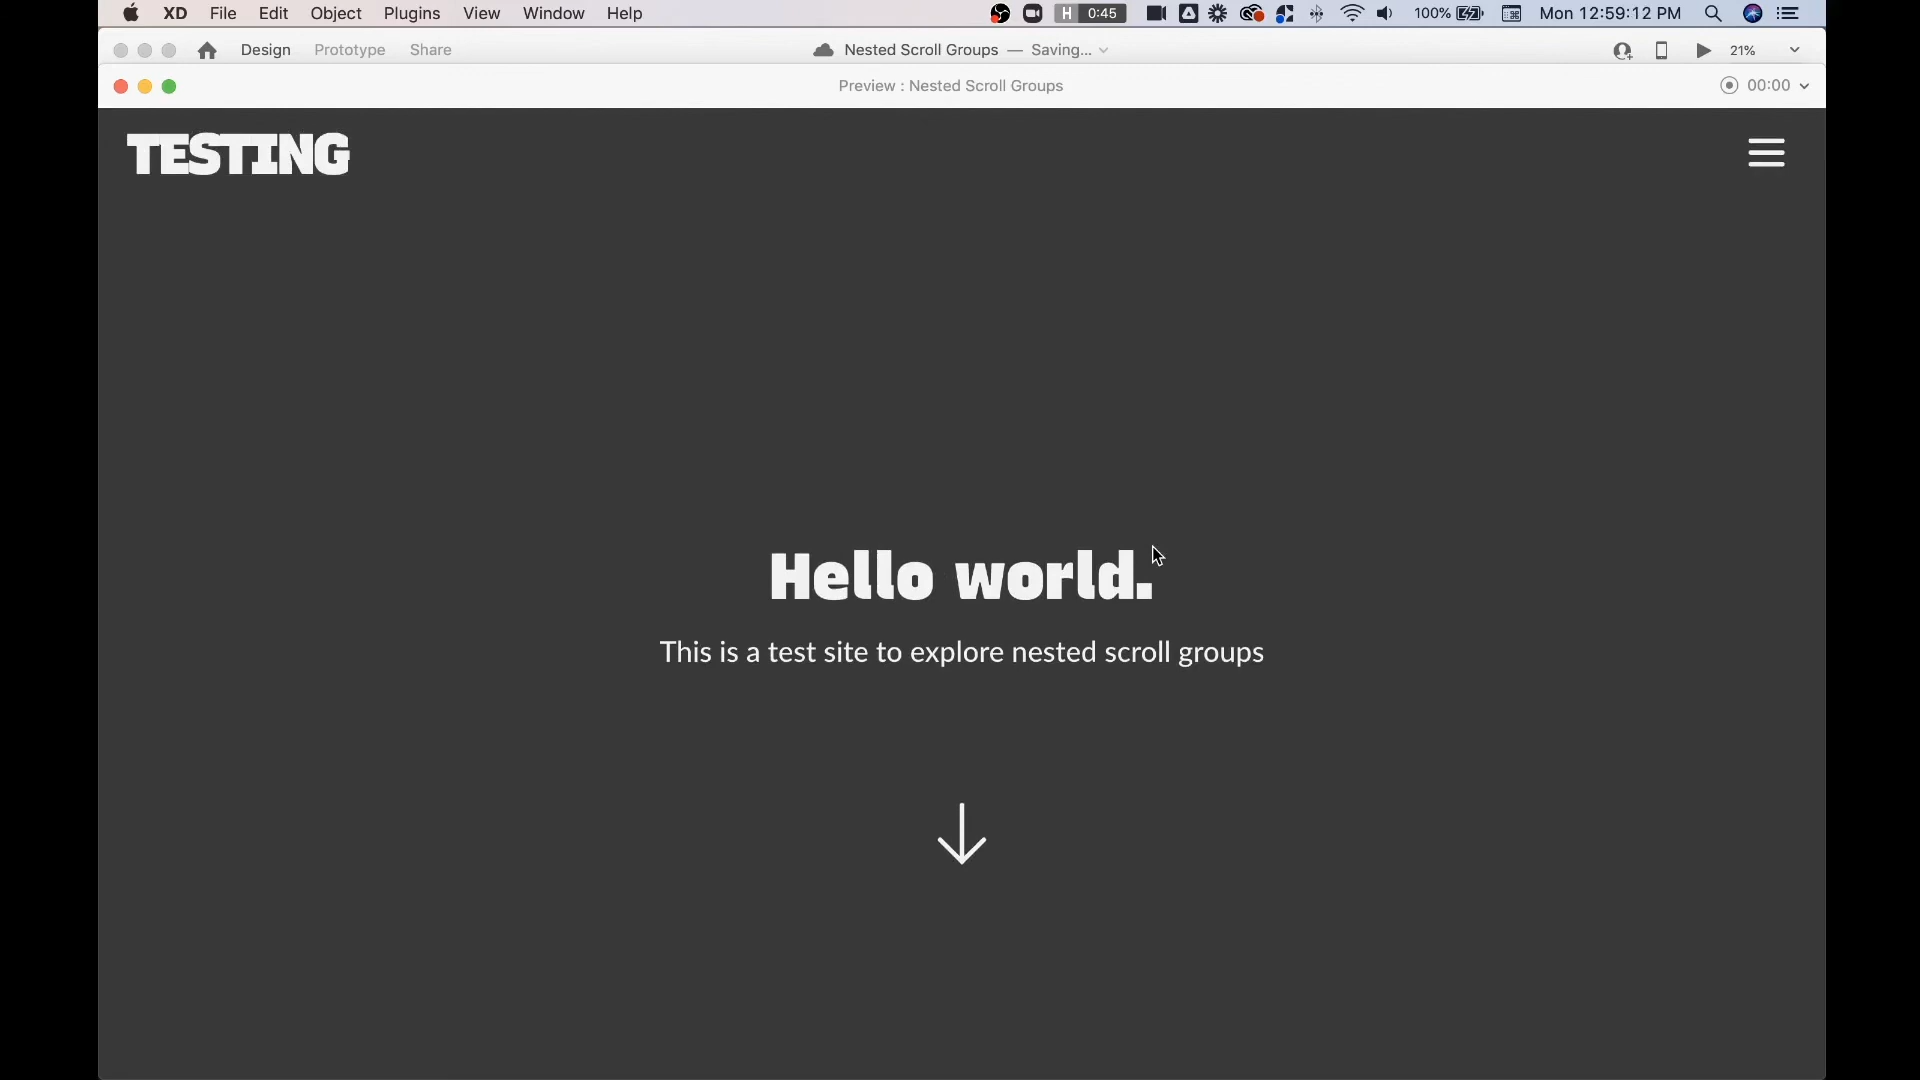 XD File Edit Object Plugins View Window Help H 0:45 100% Mon 12:59:12 PM
Design Prototype Share Nested Scroll Groups — Saving... 21%
Preview : Nested Scroll Groups 00:00
TESTING
Hello world.
This is a test site to explore nested scroll groups